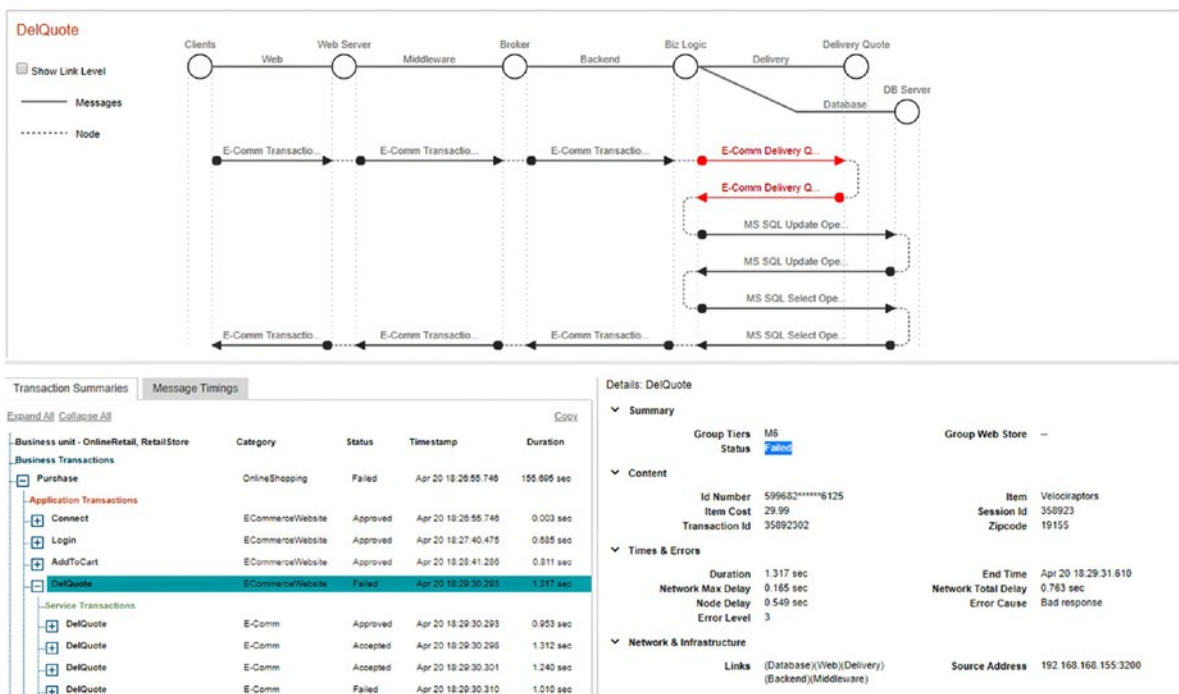 DelQuote
Show Link Level
Messages
Node
Clients
Web Server
Broker
Biz Logic
Delivery Quote
DB Server
Web
Middleware
Backend
Delivery
Database
E-Comm Transactio... E-Comm Transactio... E-Comm Transactio... E-Comm Delivery Q...
E-Comm Delivery Q...
MS SQL Update Ope...
MS SQL Update Ope...
MS SQL Select Ope...
E-Comm Transactio... E-Comm Transactio... E-Comm Transactio... MS SQL Select Ope...
Transaction Summaries Message Timings
Expand All Collapse All Copy
Business unit - OnlineRetail, RetailStore Category Status Timestamp Duration
Business Transactions
Purchase OnlineShopping Failed Apr 20 18:26:55.746 156.695 sec
Application Transactions
Connect ECommerceWebsite Approved Apr 20 18:26:55.746 0.003 sec
Login ECommerceWebsite Approved Apr 20 18:27:40.475 0.685 sec
AddToCart ECommerceWebsite Approved Apr 20 18:28:41.286 0.811 sec
DelQuote ECommerceWebsite Failed Apr 20 18:29:30.293 1.317 sec
Service Transactions
DelQuote E-Comm Approved Apr 20 18:29:30.293 0.953 sec
DelQuote E-Comm Accepted Apr 20 18:29:30.298 1.312 sec
DelQuote E-Comm Accepted Apr 20 18:29:30.301 1.240 sec
DelQuote E-Comm Failed Apr 20 18:29:30.310 1.010 sec
Details: DelQuote
Summary
Group Tiers M6 Group Web Store --
Status Failed
Content
Id Number 599682******6125 Item Velociraptors
Item Cost 29.99 Session Id 358923
Transaction Id 35892302 Zipcode 19155
Times & Errors
Duration 1.317 sec End Time Apr 20 18:29:31.610
Network Max Delay 0.165 sec Network Total Delay 0.763 sec
Node Delay 0.549 sec Error Cause Bad response
Error Level 3
Network & Infrastructure
Links (Database)(Web)(Delivery) Source Address 192.168.168.155:3200
(Backend)(Middleware)